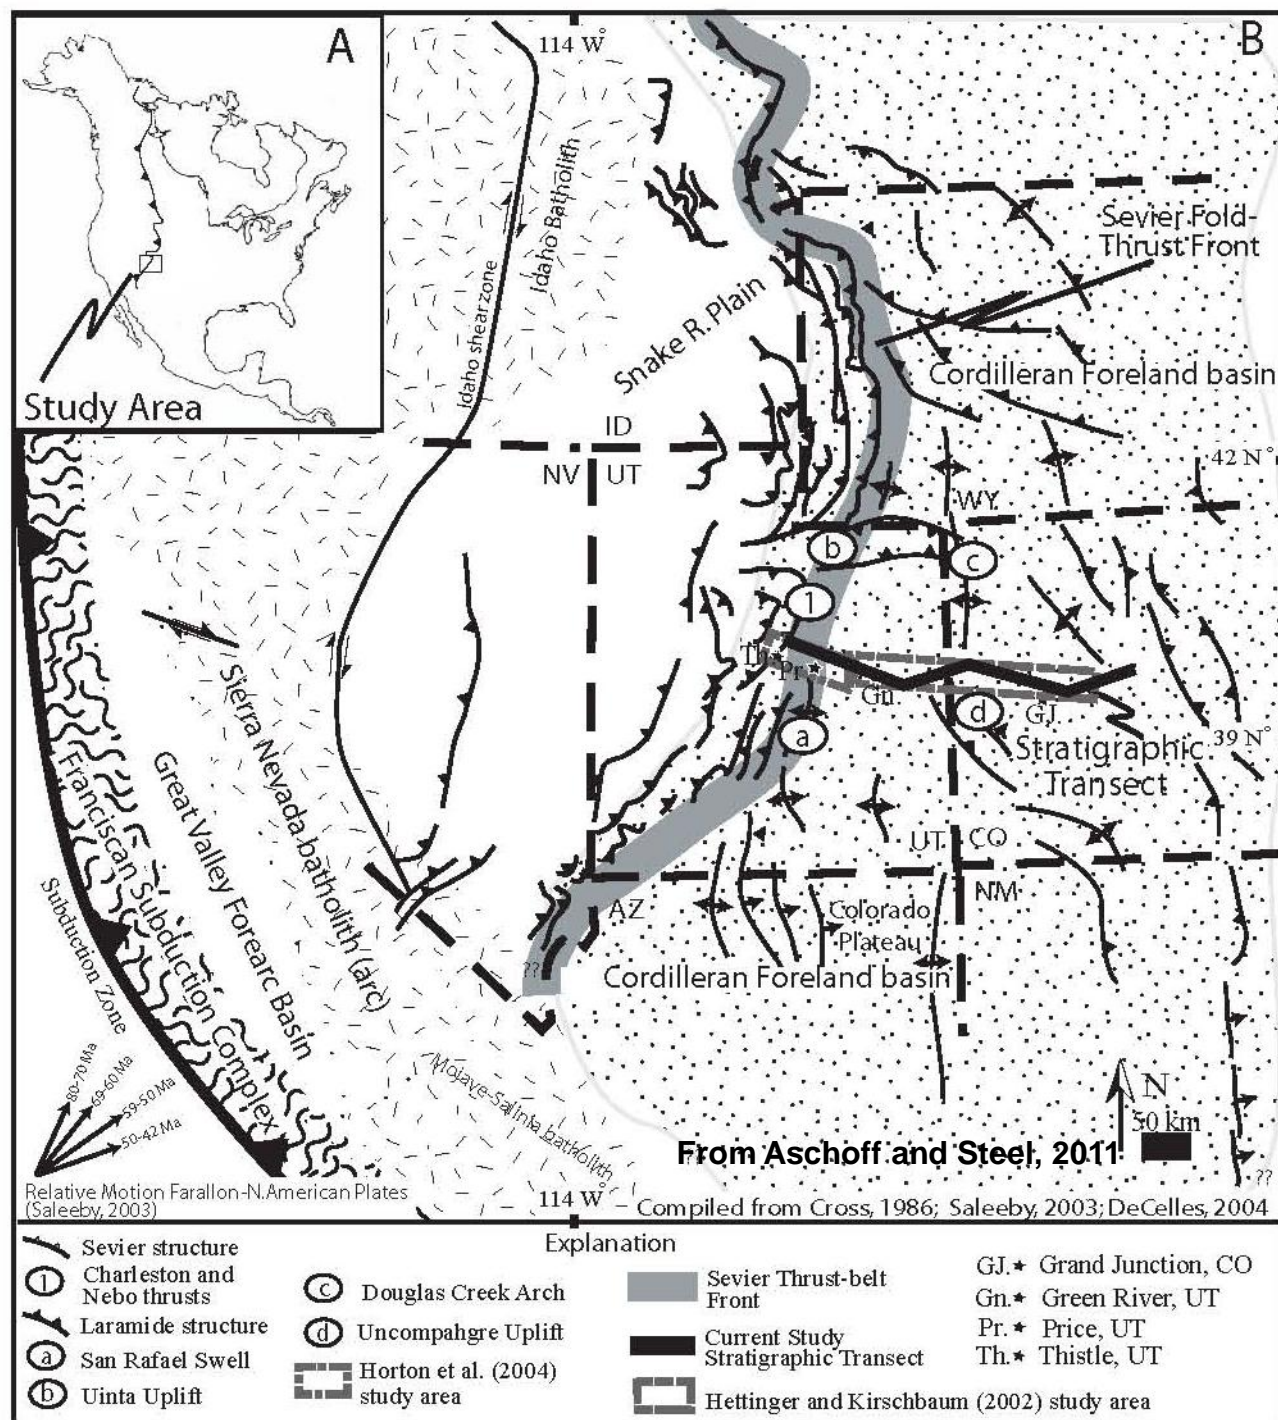 A
Study Area
B
114 W°
Idaho Batholith
Idaho shearzone
Snake R. Plain
Sevier Fold-
Thrust Front
Cordilleran Foreland basin
ID
NV UT
42 N°
WY
b
c
1
Th.
Pr.
Gn.
GJ.
d
a
39 N°
Stratigraphic
Transect
UT CO
AZ
NM
Colorado
Plateau
Cordilleran Foreland basin
??
Sierra Nevada batholith (arc)
Great Valley Forearc Basin
Franciscan Subduction Complex
Subduction Zone
Mojave-Salinia batholith
80-70 Ma
69-60 Ma
59-50 Ma
50-42 Ma
Relative Motion Farallon-N.American Plates
(Saleeby, 2003)
N
50 km
??
From Aschoff and Steel, 2011
114 W°
Compiled from Cross, 1986; Saleeby, 2003; DeCelles, 2004
Explanation
Sevier structure
1 Charleston and
Nebo thrusts
Laramide structure
a San Rafael Swell
b Uinta Uplift
c Douglas Creek Arch
d Uncompahgre Uplift
Horton et al. (2004)
study area
Sevier Thrust-belt
Front
Current Study
Stratigraphic Transect
Hettinger and Kirschbaum (2002) study area
GJ.★ Grand Junction, CO
Gn.★ Green River, UT
Pr.★ Price, UT
Th.★ Thistle, UT